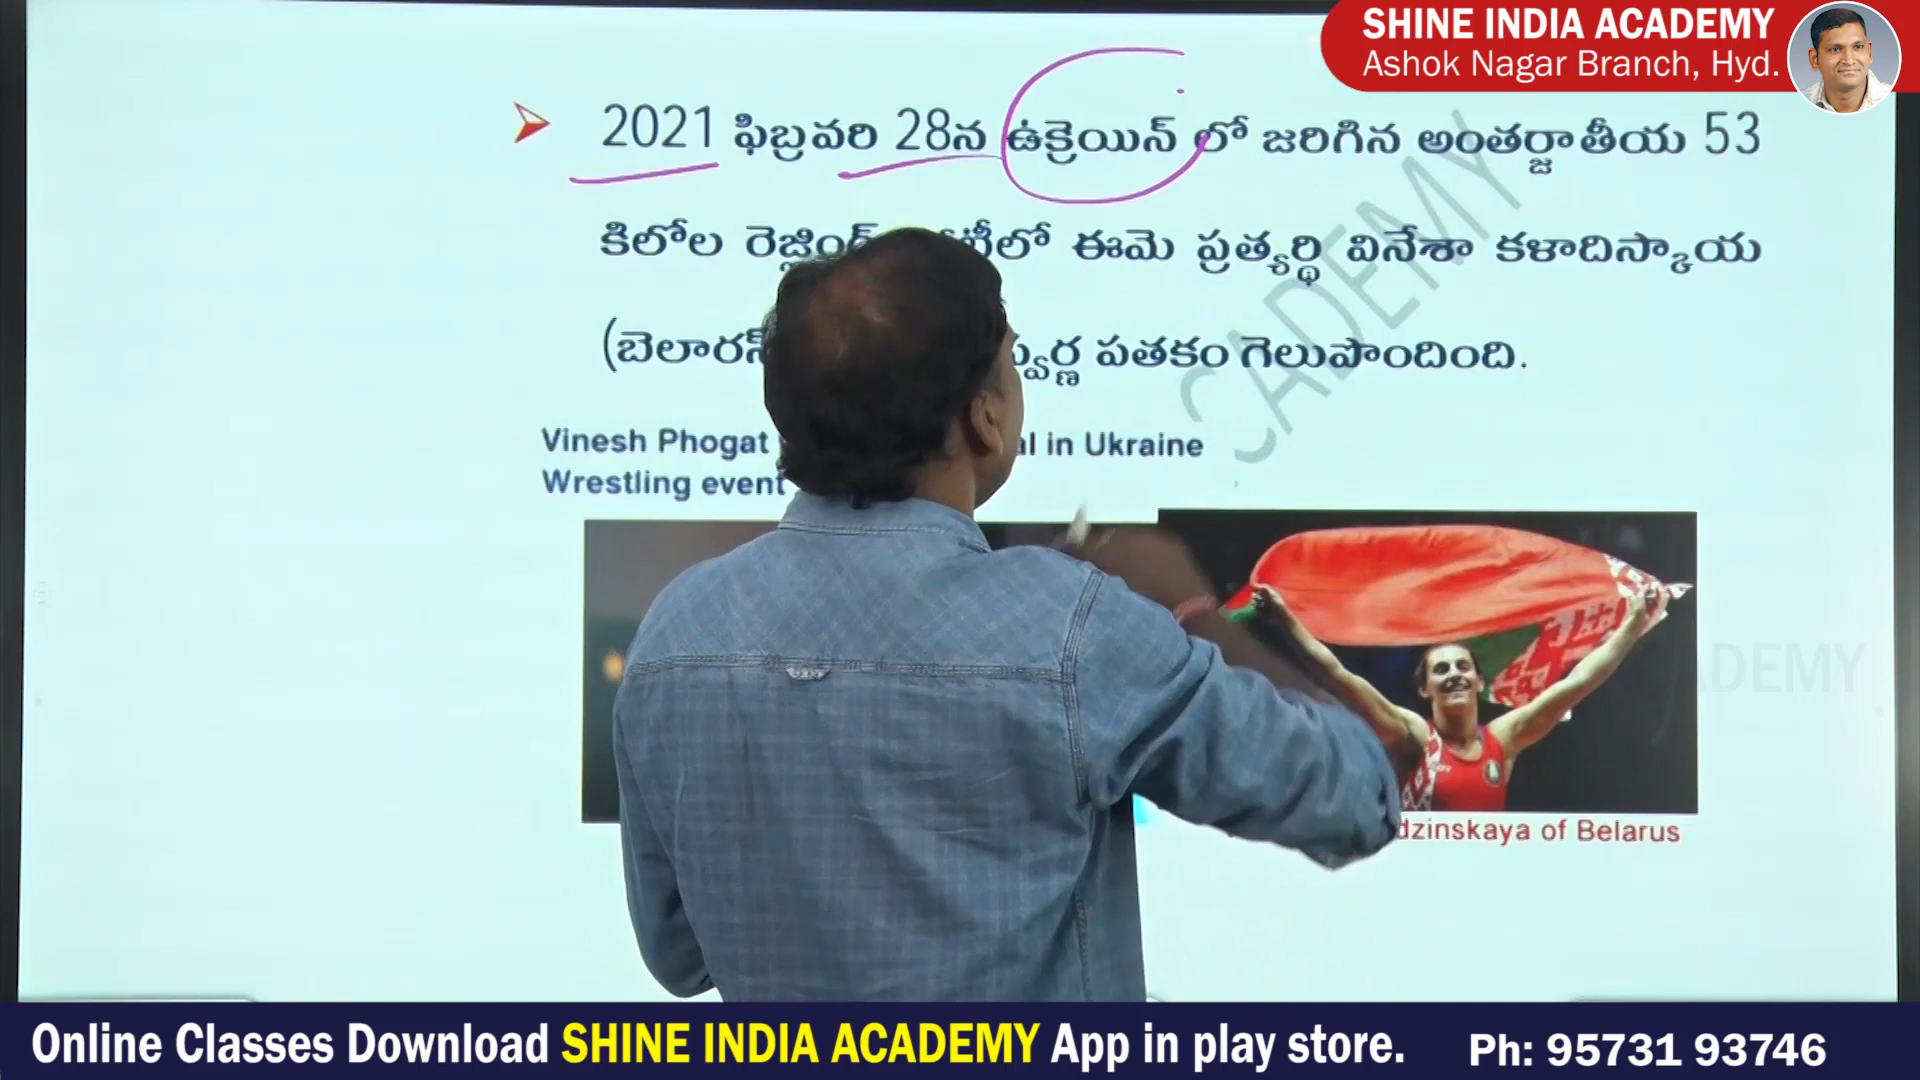 SHINE INDIA ACADEMY
Ashok Nagar Branch, Hyd.
2021 ఫిబ్రవరి 28న ఉక్రెయిన్ లో జరిగిన అంతర్జాతీయ 53
కిలోల ఈమె ప్రత్యర్థి వినేశా కళాదిస్కాయ
స్వర్ణ పతకం గెలుపొందింది.
Vinesh Phogat in Ukraine
Wrestling event
of Belarus
Online Classes Download SHINE INDIA ACADEMY App in play store. Ph: 95731 93746